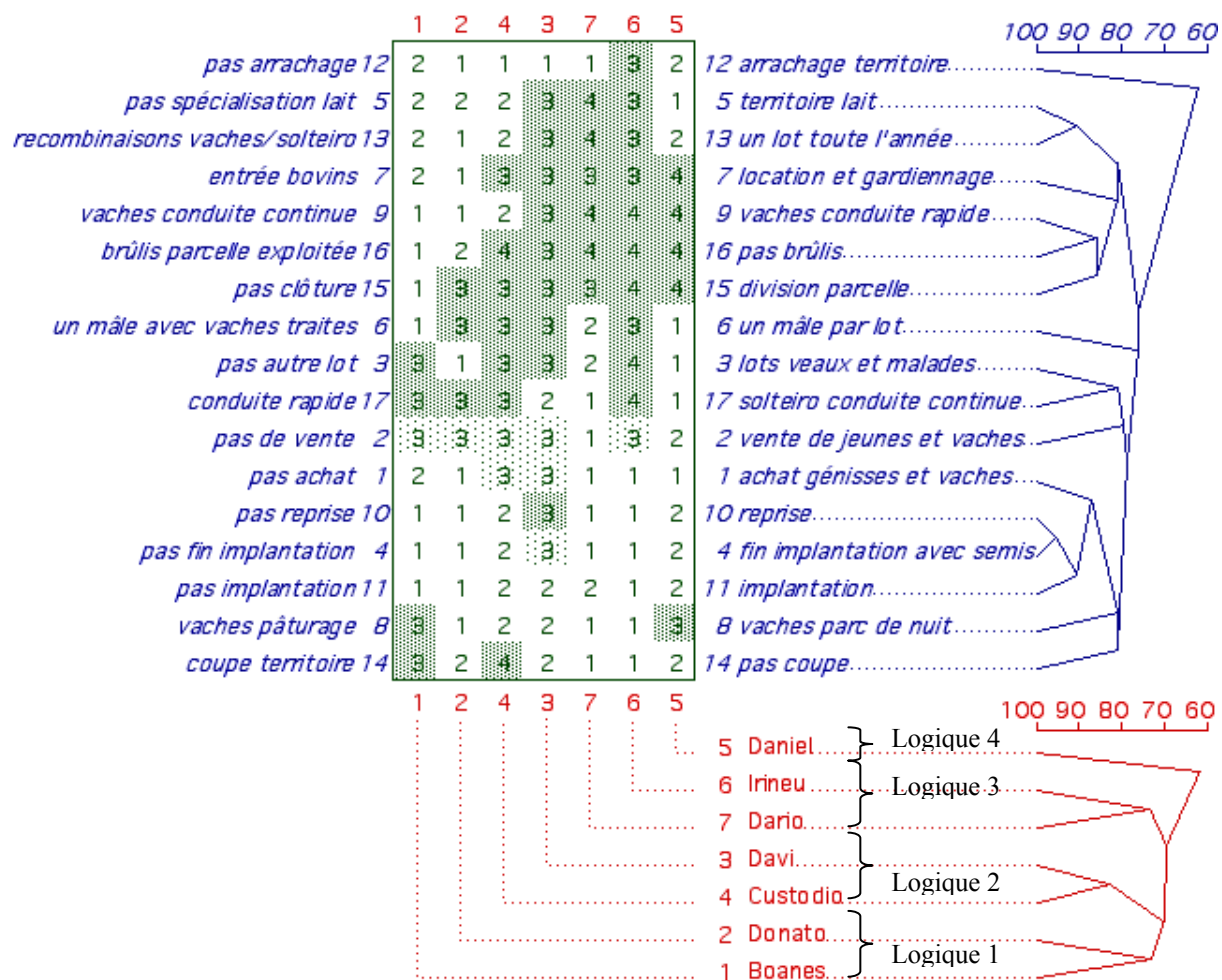 1 2 4 3 7 6 5
100 90 80 70 60
pas arrachage 12 2 1 1 1 1 3 2 12 arrachage territoire
pas spécialisation lait 5 2 2 2 3 4 3 1 5 territoire lait
recombinaisons vaches/solteiro 13 2 1 2 3 4 3 2 13 un lot toute l'année
entrée bovins 7 2 1 3 3 3 3 4 7 location et gardiennage
vaches conduite continue 9 1 1 2 3 4 4 4 9 vaches conduite rapide
brûlis parcelle exploitée 16 1 2 4 3 4 4 4 16 pas brûlis
pas clôture 15 1 3 3 3 3 4 4 15 division parcelle
un mâle avec vaches traites 6 1 3 3 3 2 3 1 6 un mâle par lot
pas autre lot 3 3 1 3 3 2 4 1 3 lots veaux et malades
conduite rapide 17 3 3 3 2 1 4 1 17 solteiro conduite continue
pas de vente 2 3 3 3 3 1 3 2 2 vente de jeunes et vaches
pas achat 1 2 1 3 3 1 1 1 1 achat génisses et vaches
pas reprise 10 1 1 2 3 1 1 2 10 reprise
pas fin implantation 4 1 1 2 3 1 1 2 4 fin implantation avec semis
pas implantation 11 1 1 2 2 2 1 2 11 implantation
vaches pâturage 8 3 1 2 2 1 1 3 8 vaches parc de nuit
coupe territoire 14 3 2 4 2 1 1 2 14 pas coupe
1 2 4 3 7 6 5
100 90 80 70 60
5 Daniel Logique 4
6 Irineu Logique 3
7 Dario
3 Davi
4 Custodio Logique 2
2 Donato
1 Boanes Logique 1